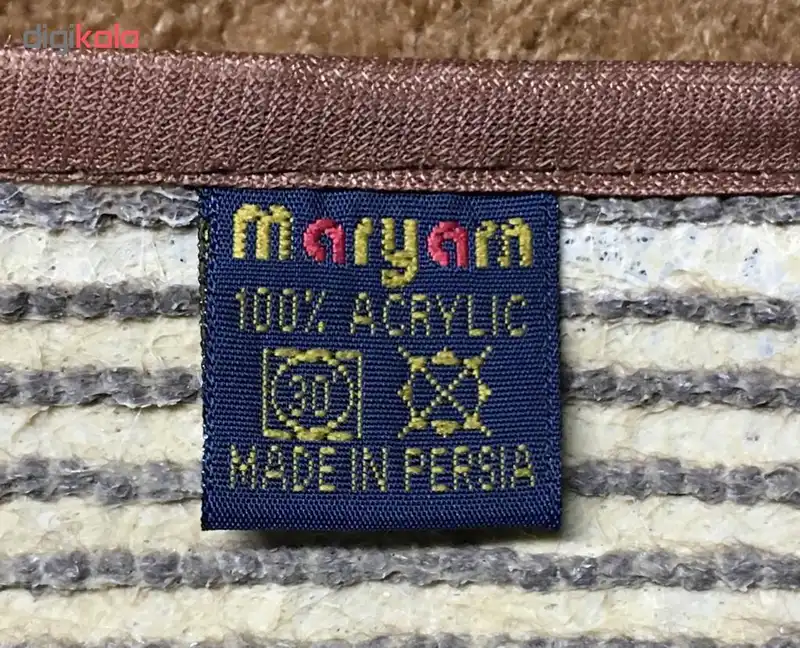 digikala
maryam
100% ACRYLIC
30°
MADE IN PERSIA